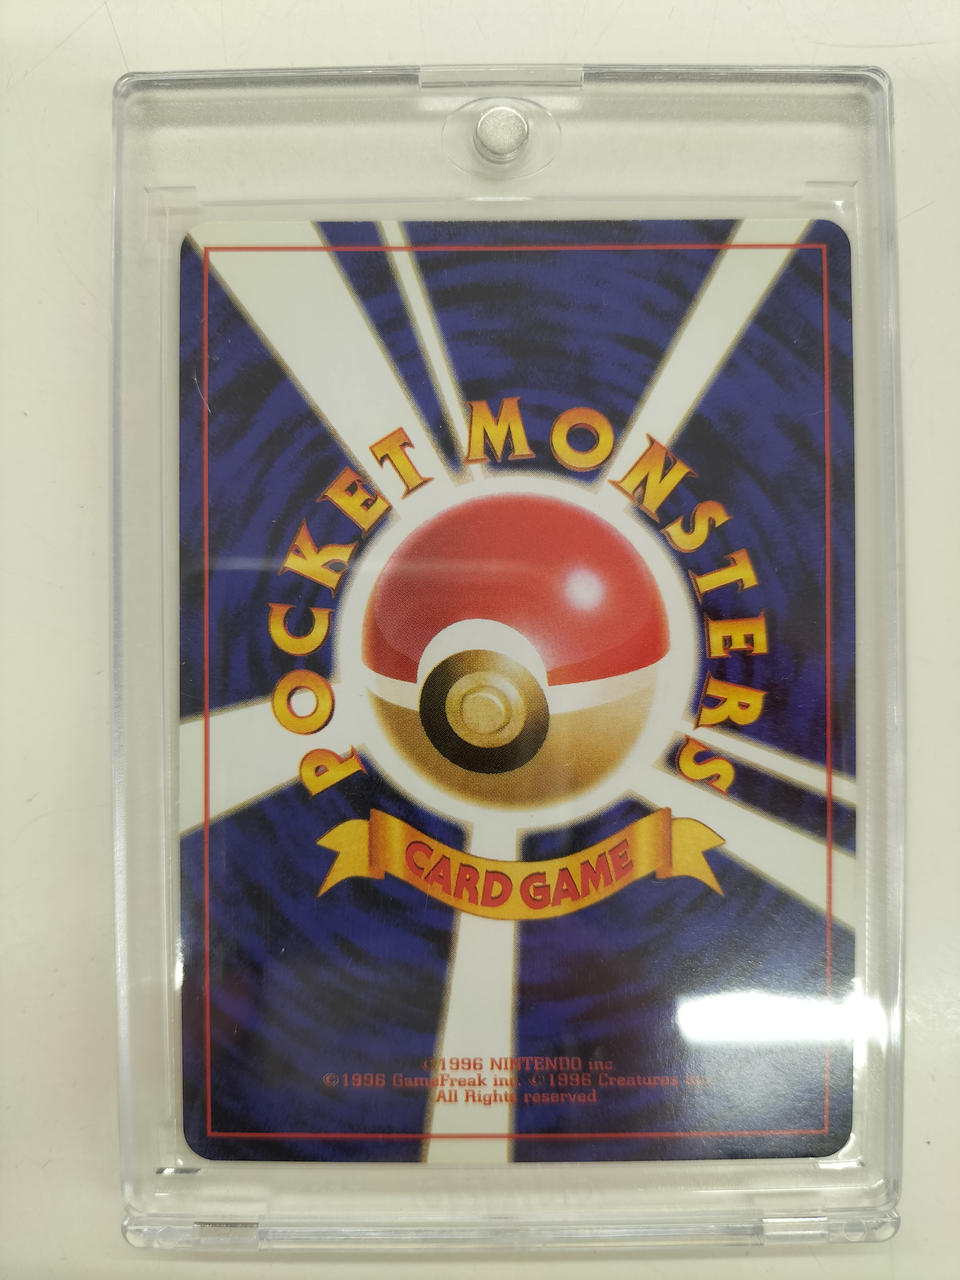 POCKET MONSTERS
CARD GAME
©1996 NINTENDO inc.
©1996 GameFreak inc. ©1996 Creatures inc.
All Rights reserved